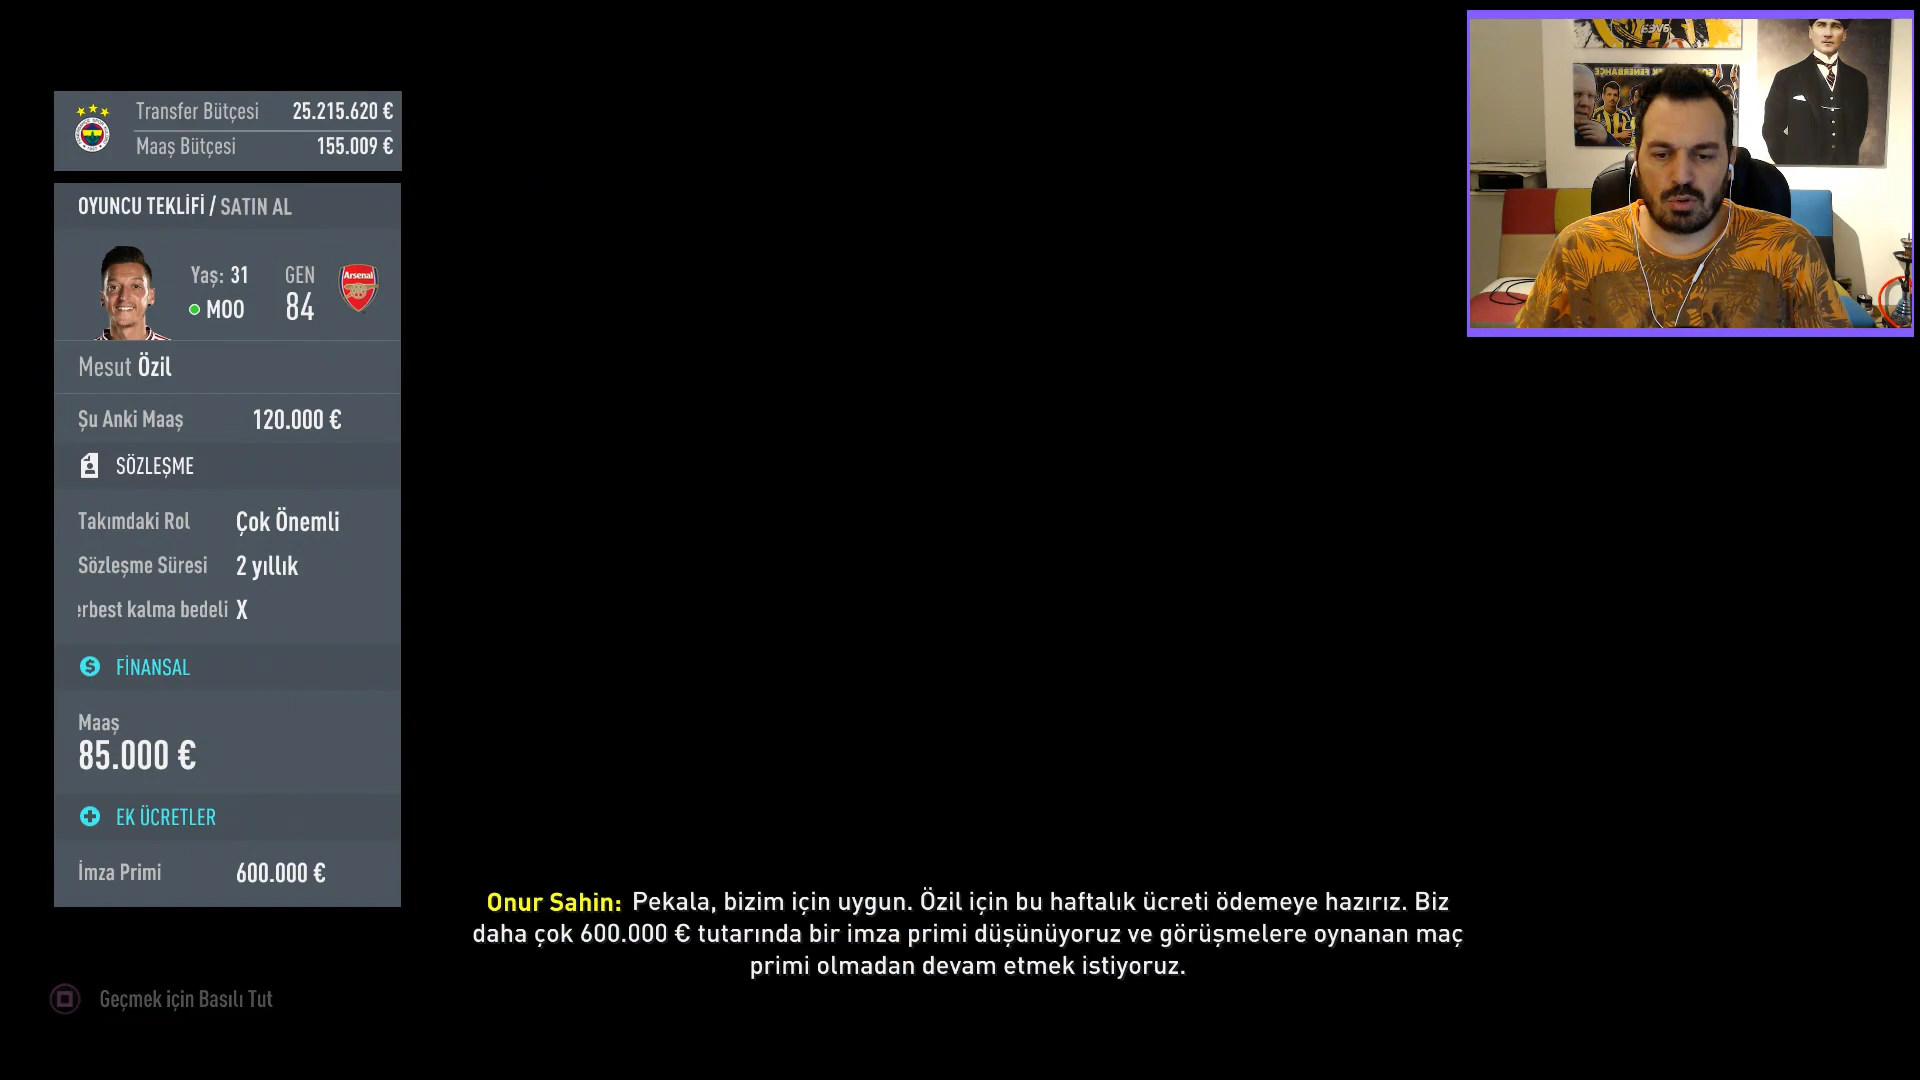 Transfer Bütçesi 25.215.620 €
Maaş Bütçesi 155.009 €
OYUNCU TEKLİFİ / SATIN AL
Yaş: 31 GEN
MOO 84
Arsenal
Mesut Özil
Şu Anki Maaş 120.000 €
SÖZLEŞME
Takımdaki Rol Çok Önemli
Sözleşme Süresi 2 yıllık
erbest kalma bedeli X
FİNANSAL
Maaş
85.000 €
EK ÜCRETLER
İmza Primi 600.000 €
Onur Sahin: Pekala, bizim için uygun. Özil için bu haftalık ücreti ödemeye hazırız. Biz
daha çok 600.000 € tutarında bir imza primi düşünüyoruz ve görüşmelere oynanan maç
primi olmadan devam etmek istiyoruz.
Geçmek için Basılı Tut